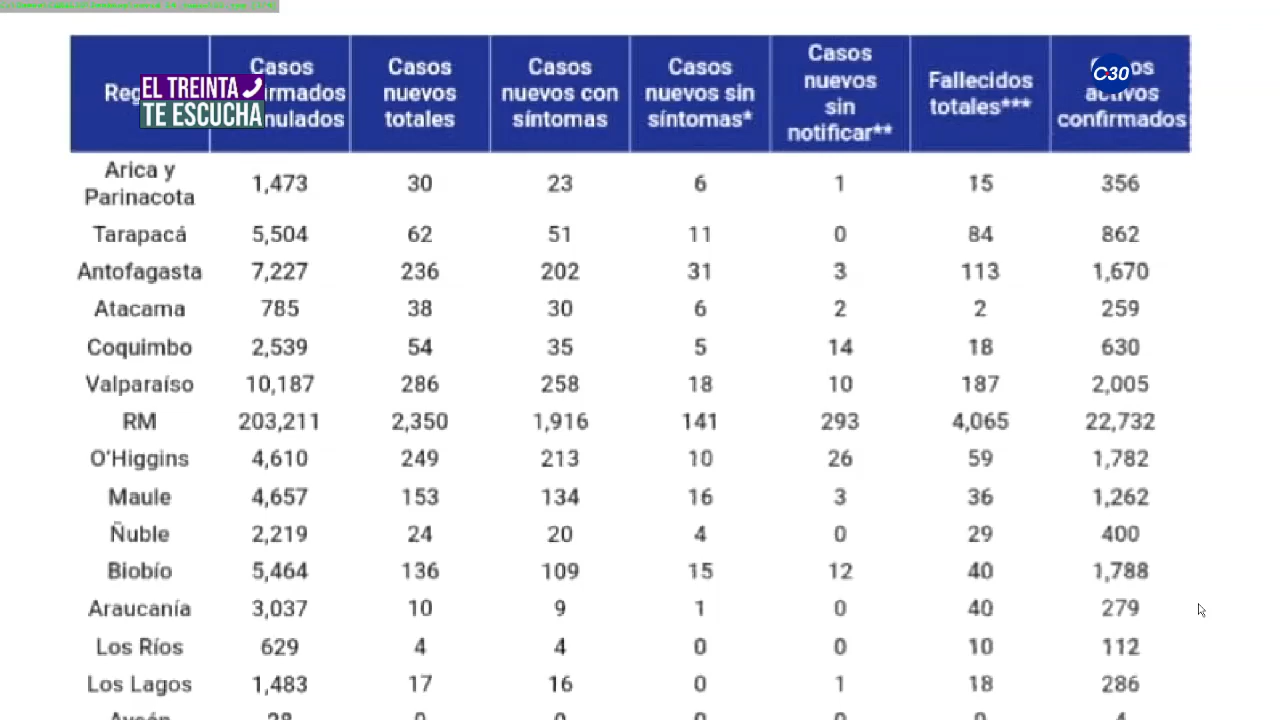 Casos Casos Casos Casos Casos nuevos sin notificar** Fallecidos totales***
EL TREINTA
TE ESCUCHA
C30
Casos
nuevos
totales
Casos
nuevos con
síntomas
Casos
nuevos sin
síntomas*
activos
confirmados
Arica y
Parinacota 1,473 30 23 6 1 15 356
Tarapacá 5,504 62 51 11 0 84 862
Antofagasta 7,227 236 202 31 3 113 1,670
Atacama 785 38 30 6 2 2 259
Coquimbo 2,539 54 35 5 14 18 630
Valparaíso 10,187 286 258 18 10 187 2,005
RM 203,211 2,350 1,916 141 293 4,065 22,732
O'Higgins 4,610 249 213 10 26 59 1,782
Maule 4,657 153 134 16 3 36 1,262
Ñuble 2,219 24 20 4 0 29 400
Biobío 5,464 136 109 15 12 40 1,788
Araucanía 3,037 10 9 1 0 40 279
Los Ríos 629 4 4 0 0 10 112
Los Lagos 1,483 17 16 0 1 18 286